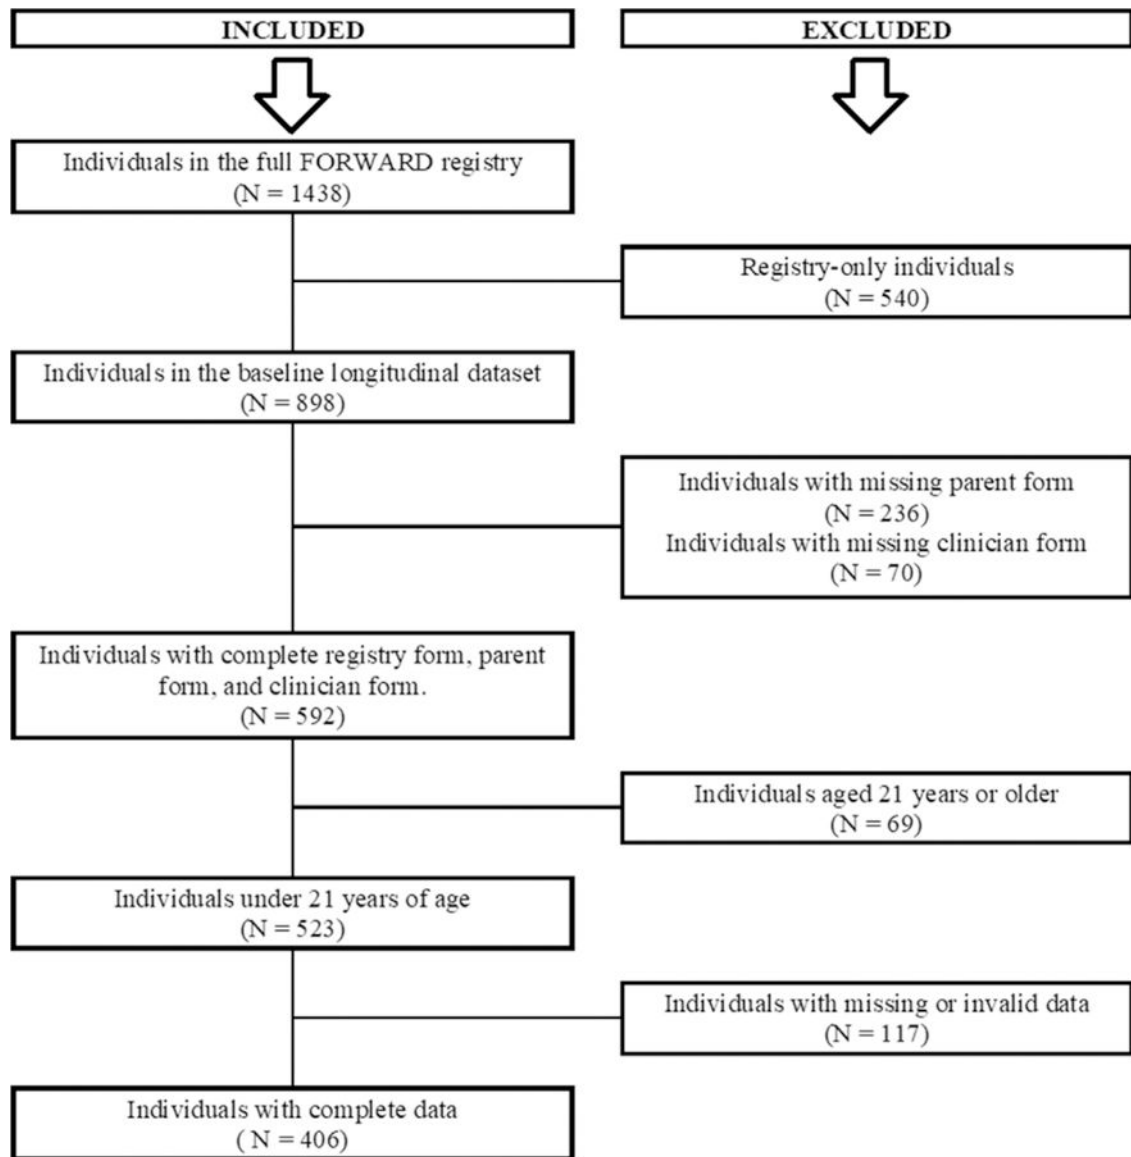 INCLUDED
EXCLUDED
Individuals in the full FORWARD registry
(N = 1438)
Registry-only individuals
(N = 540)
Individuals in the baseline longitudinal dataset
(N = 898)
Individuals with missing parent form
(N = 236)
Individuals with missing clinician form
(N = 70)
Individuals with complete registry form, parent
form, and clinician form.
(N = 592)
Individuals aged 21 years or older
(N = 69)
Individuals under 21 years of age
(N = 523)
Individuals with missing or invalid data
(N = 117)
Individuals with complete data
( N = 406)